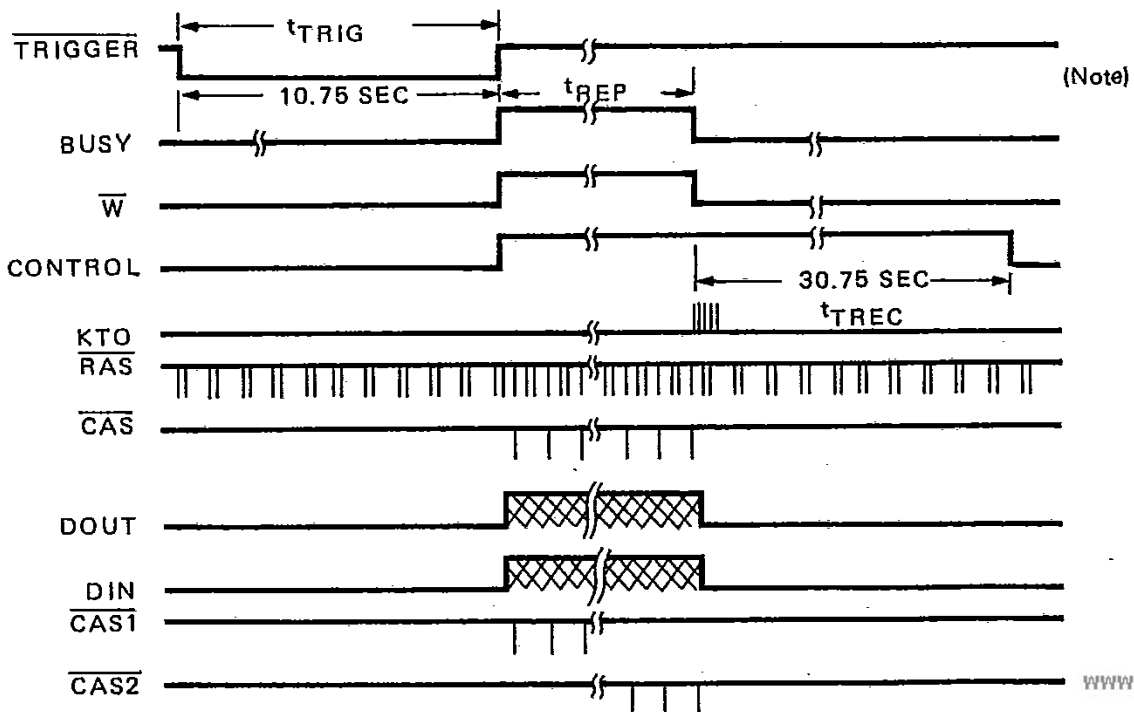 TRIGGER
tTRIG
(Note)
10.75 SEC
tREP
BUSY
W
CONTROL
30.75 SEC
tTREC
KTO
RAS
CAS
DOUT
DIN
CAS1
CAS2
www